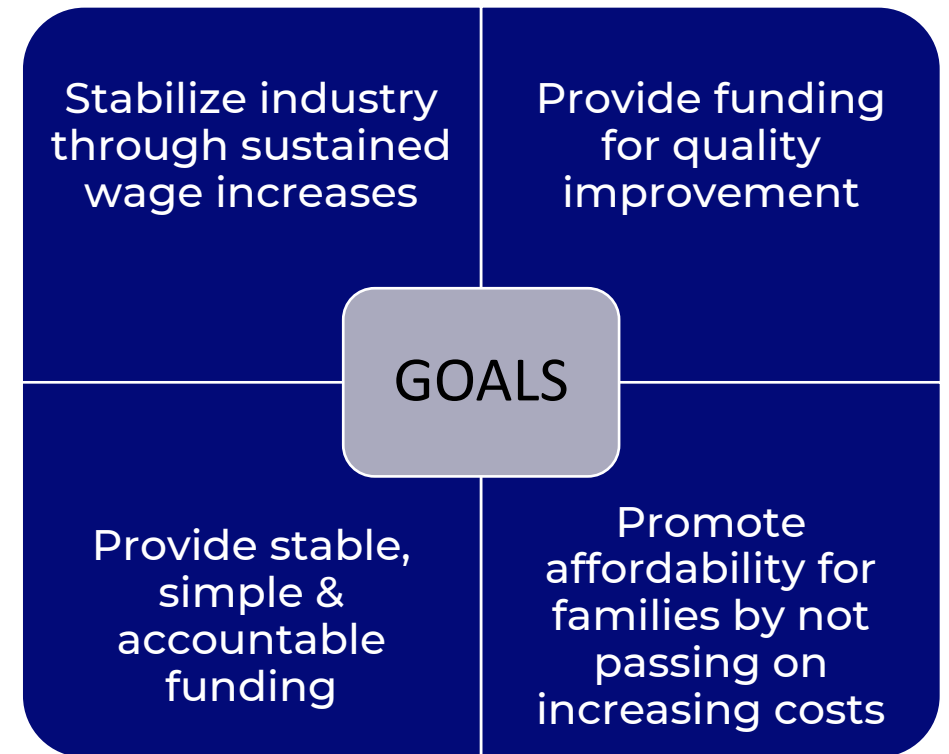 Stabilize industry
through sustained
wage increases
Provide funding
for quality
improvement
GOALS
Provide stable,
simple &
accountable
funding
Promote
affordability for
families by not
passing on
increasing costs